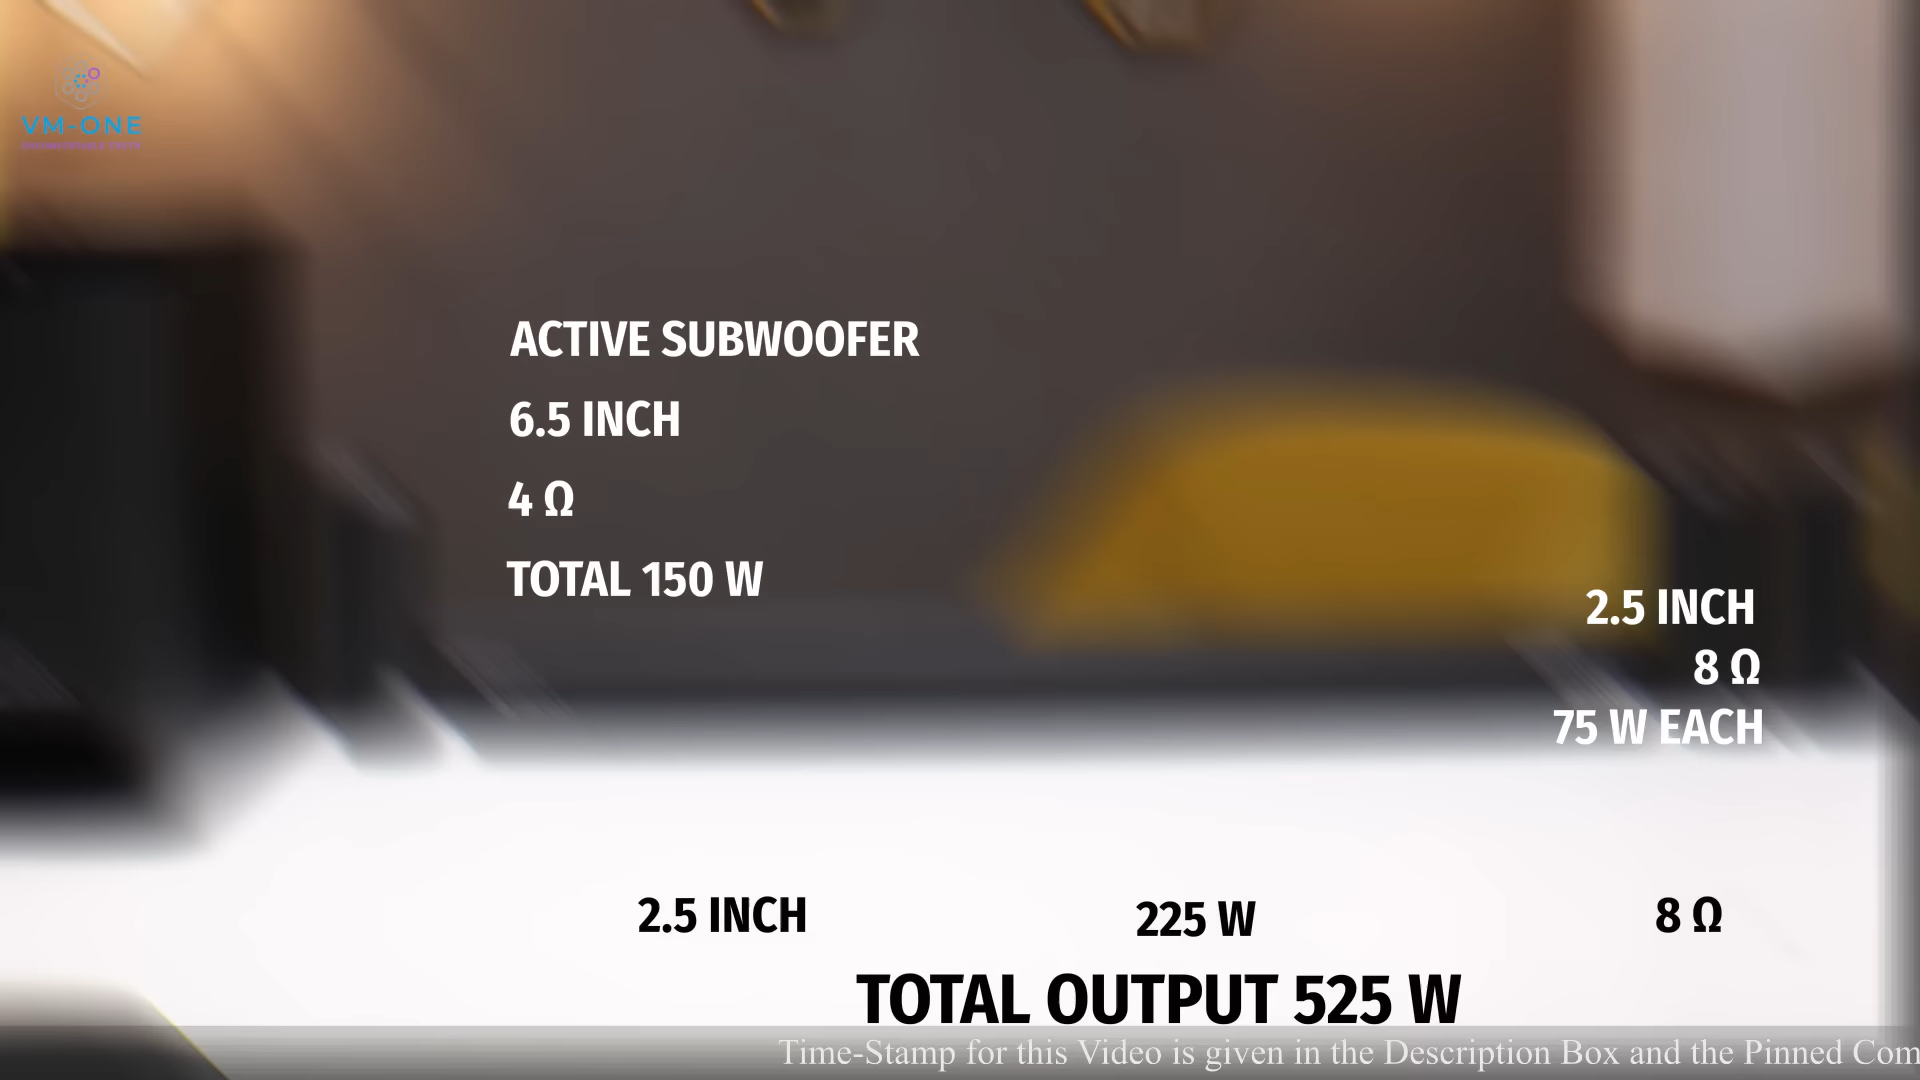 VM-ONE
ACTIVE SUBWOOFER
6.5 INCH
4 Ω
TOTAL 150 W
2.5 INCH
8 Ω
75 W EACH
2.5 INCH
225 W
8 Ω
TOTAL OUTPUT 525 W
Time-Stamp for this Video is given in the Description Box and the Pinned Com